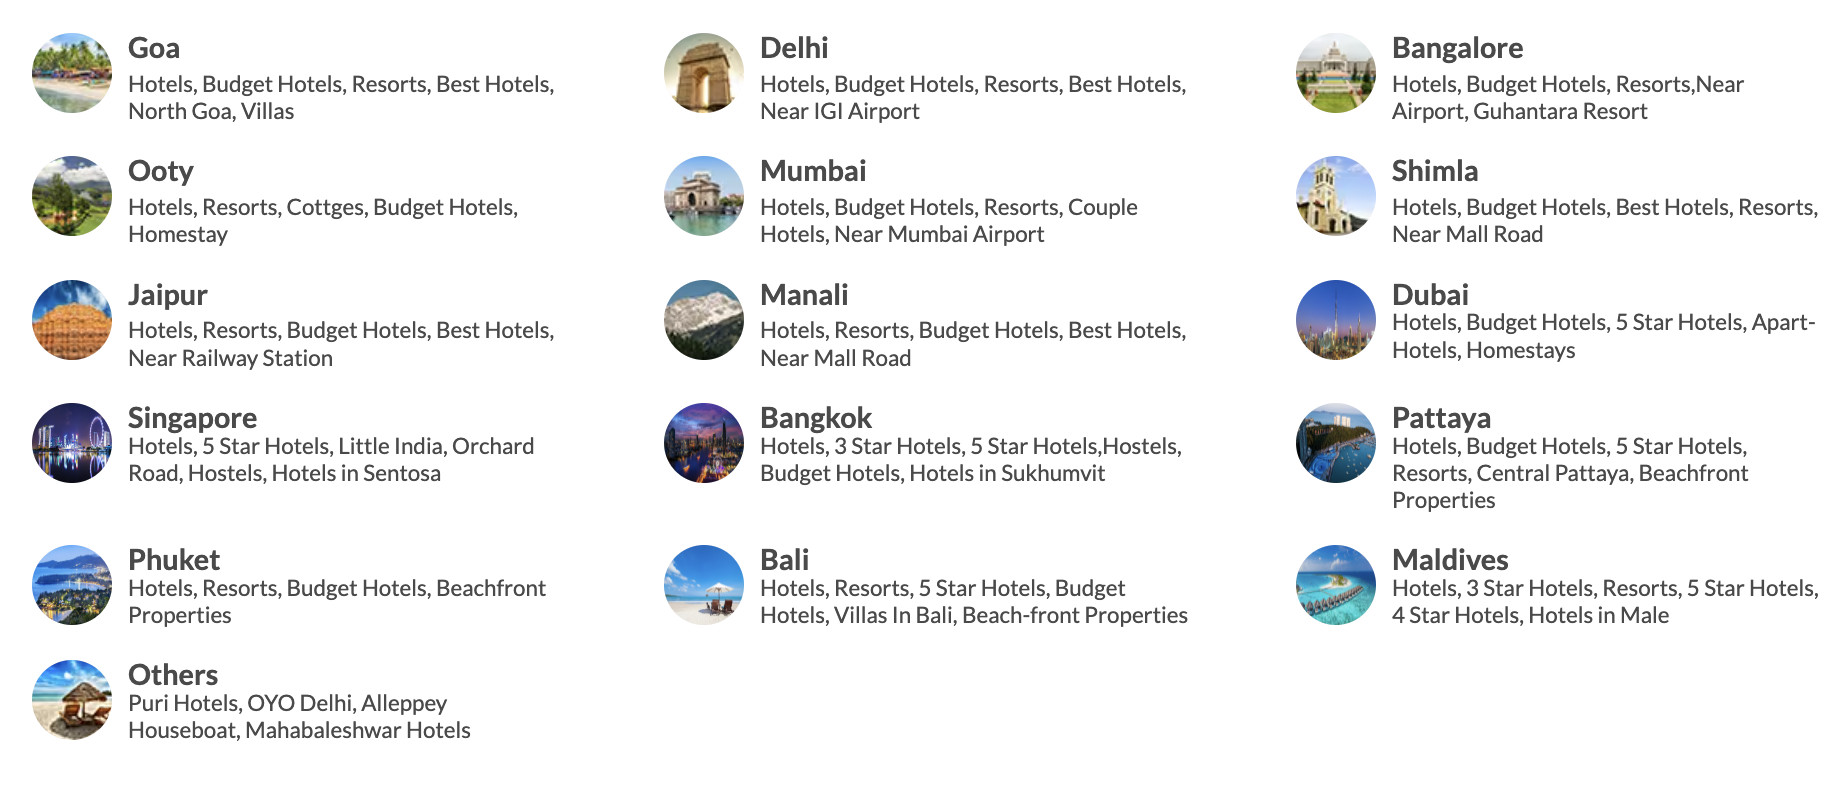 Goa
Hotels, Budget Hotels, Resorts, Best Hotels,
North Goa, Villas
Delhi
Hotels, Budget Hotels, Resorts, Best Hotels,
Near IGI Airport
Bangalore
Hotels, Budget Hotels, Resorts,Near
Airport, Guhantara Resort
Ooty
Hotels, Resorts, Cottges, Budget Hotels,
Homestay
Mumbai
Hotels, Budget Hotels, Resorts, Couple
Hotels, Near Mumbai Airport
Shimla
Hotels, Budget Hotels, Best Hotels, Resorts,
Near Mall Road
Jaipur
Hotels, Resorts, Budget Hotels, Best Hotels,
Near Railway Station
Manali
Hotels, Resorts, Budget Hotels, Best Hotels,
Near Mall Road
Dubai
Hotels, Budget Hotels, 5 Star Hotels, Apart-
Hotels, Homestays
Singapore
Hotels, 5 Star Hotels, Little India, Orchard
Road, Hostels, Hotels in Sentosa
Bangkok
Hotels, 3 Star Hotels, 5 Star Hotels,Hostels,
Budget Hotels, Hotels in Sukhumvit
Pattaya
Hotels, Budget Hotels, 5 Star Hotels,
Resorts, Central Pattaya, Beachfront
Properties
Phuket
Hotels, Resorts, Budget Hotels, Beachfront
Properties
Bali
Hotels, Resorts, 5 Star Hotels, Budget
Hotels, Villas In Bali, Beach-front Properties
Maldives
Hotels, 3 Star Hotels, Resorts, 5 Star Hotels,
4 Star Hotels, Hotels in Male
Others
Puri Hotels, OYO Delhi, Alleppey
Houseboat, Mahabaleshwar Hotels